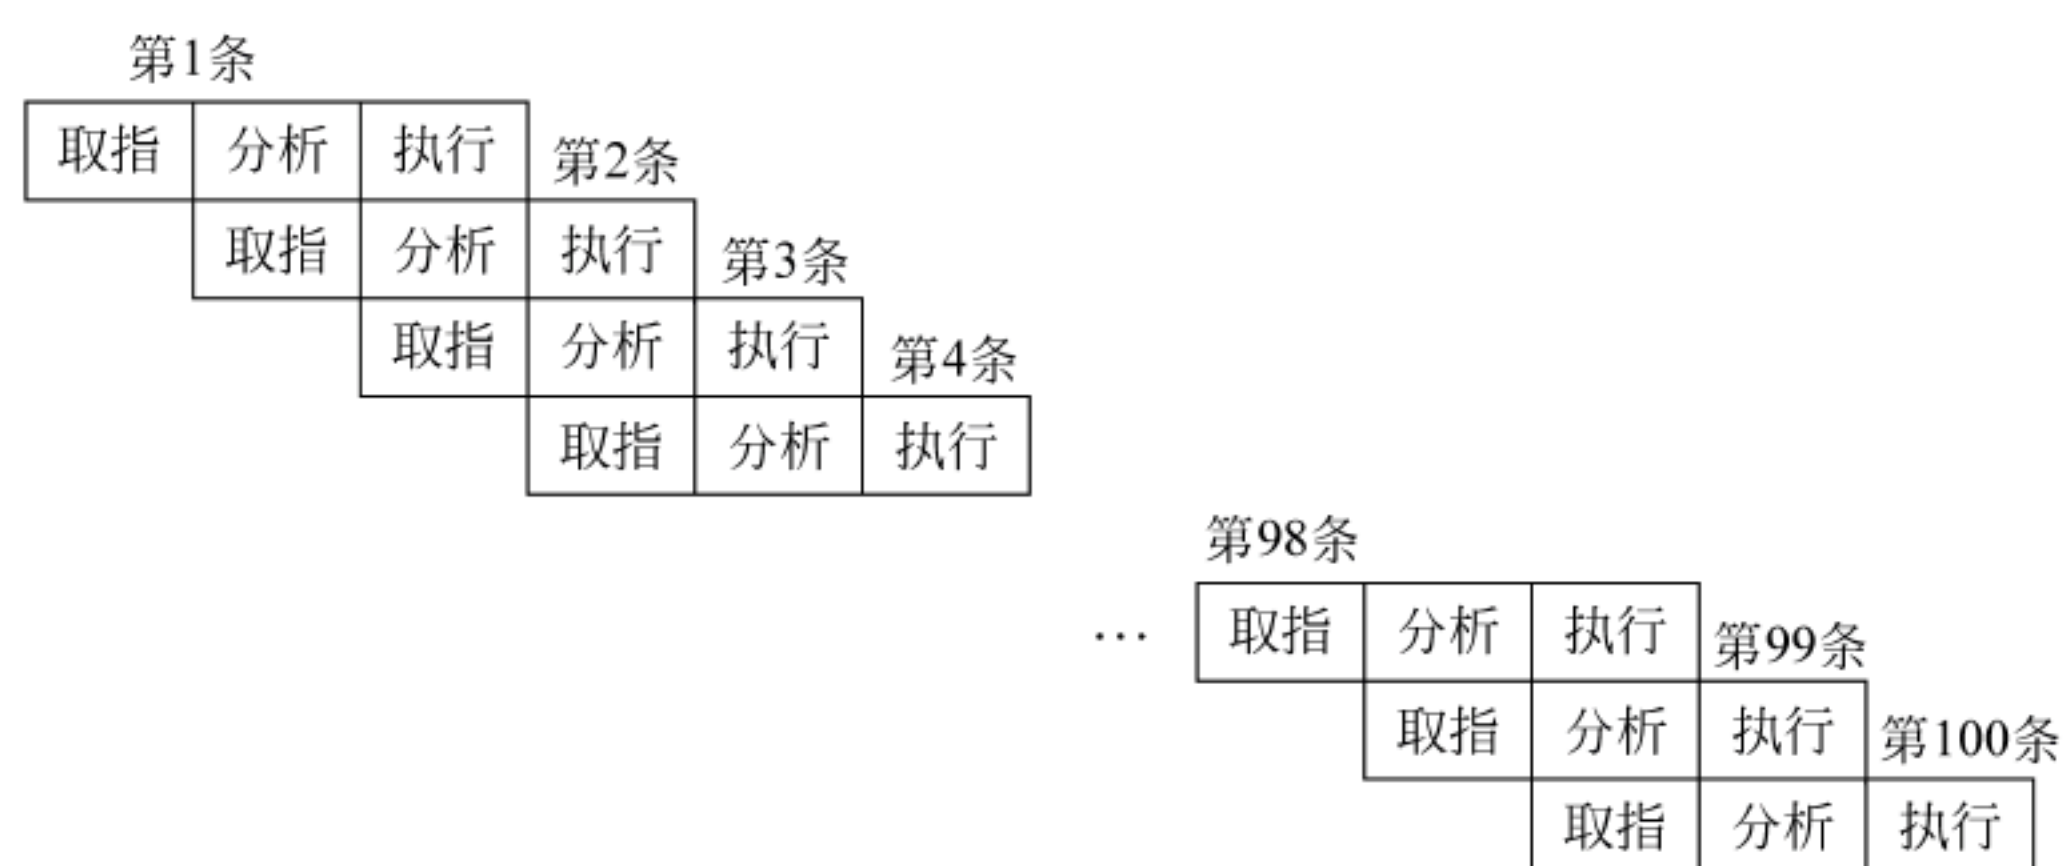 第1条
取指 分析 执行 第2条
取指 分析 执行 第3条
取指 分析 执行 第4条
取指 分析 执行
第98条
… 取指 分析 执行 第99条
取指 分析 执行 第100条
取指 分析 执行